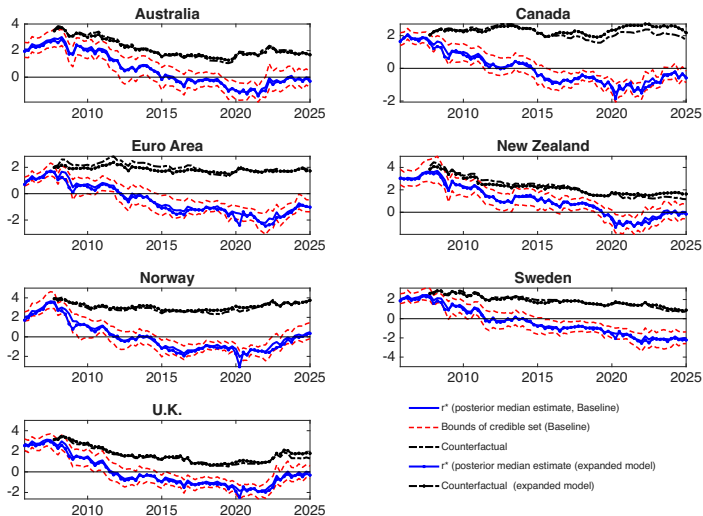 Australia
4
2
0
2010 2015 2020 2025
Canada
2
0
-2
2010 2015 2020 2025
Euro Area
2
0
-2
2010 2015 2020 2025
New Zealand
4
2
0
2010 2015 2020 2025
Norway
4
2
0
-2
2010 2015 2020 2025
Sweden
2
0
-2
-4
2010 2015 2020 2025
U.K.
4
2
0
-2
2010 2015 2020 2025
r* (posterior median estimate, Baseline)
Bounds of credible set (Baseline)
Counterfactual
r* (posterior median estimate (expanded model)
Counterfactual (expanded model)